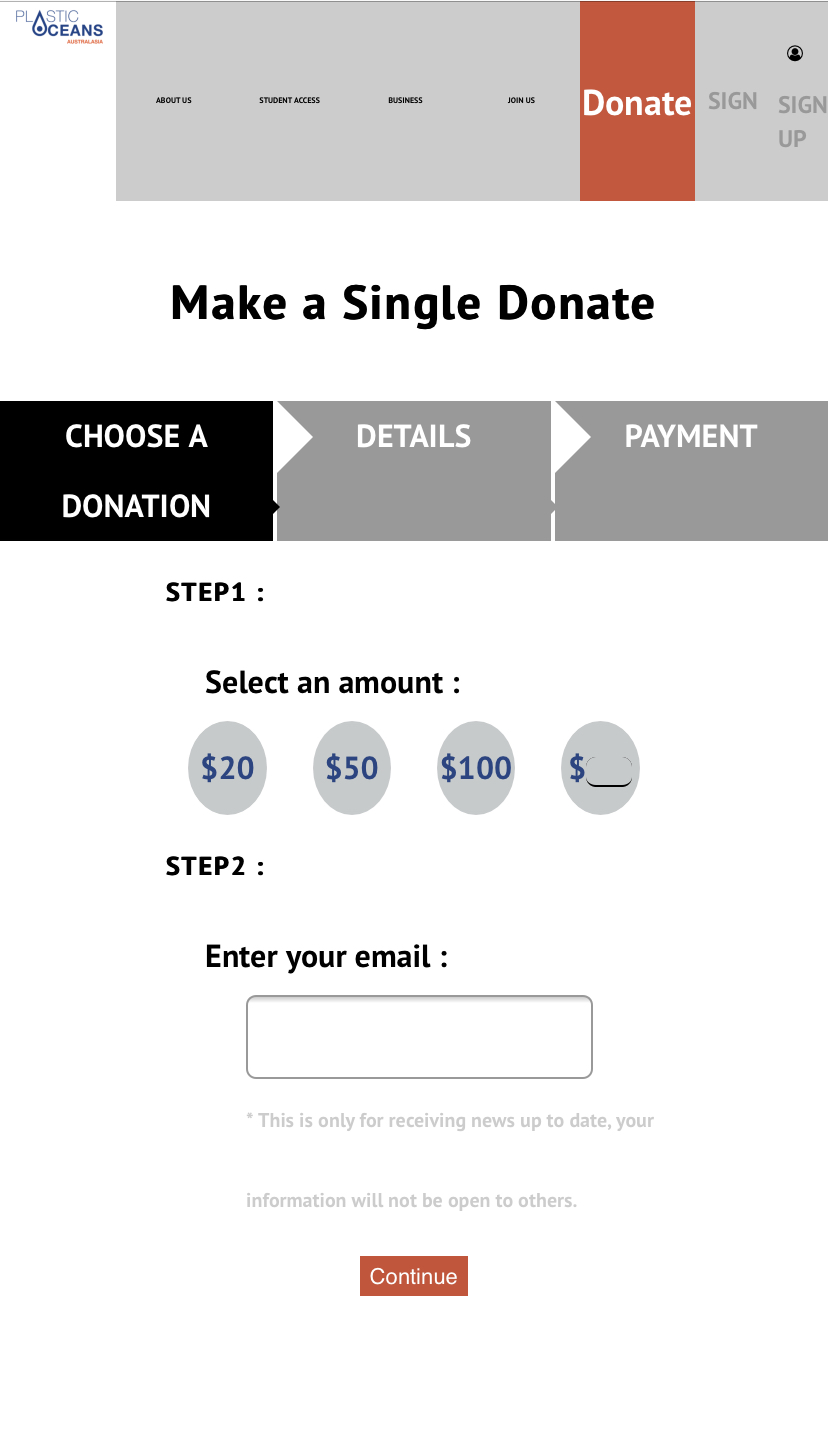 PLASTIC
OCEANS
AUSTRALASIA
ABOUT US
STUDENT ACCESS
BUSINESS
JOIN US
Donate
SIGN
SIGN
UP
Make a Single Donate
CHOOSE A
DONATION
DETAILS
PAYMENT
STEP1 :
Select an amount :
$20 $50 $100 $
STEP2 :
Enter your email :
* This is only for receiving news up to date, your
information will not be open to others.
Continue